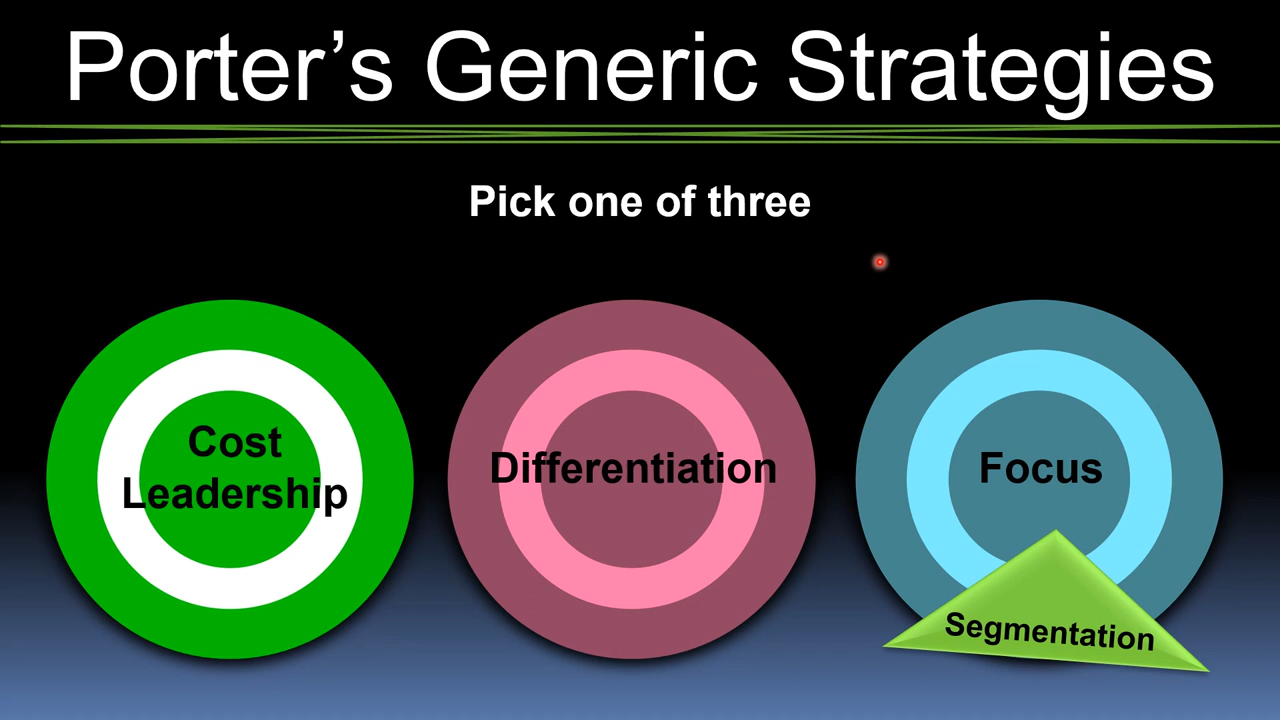 Porter’s Generic Strategies
Pick one of three
Cost
Leadership
Differentiation
Focus
Segmentation